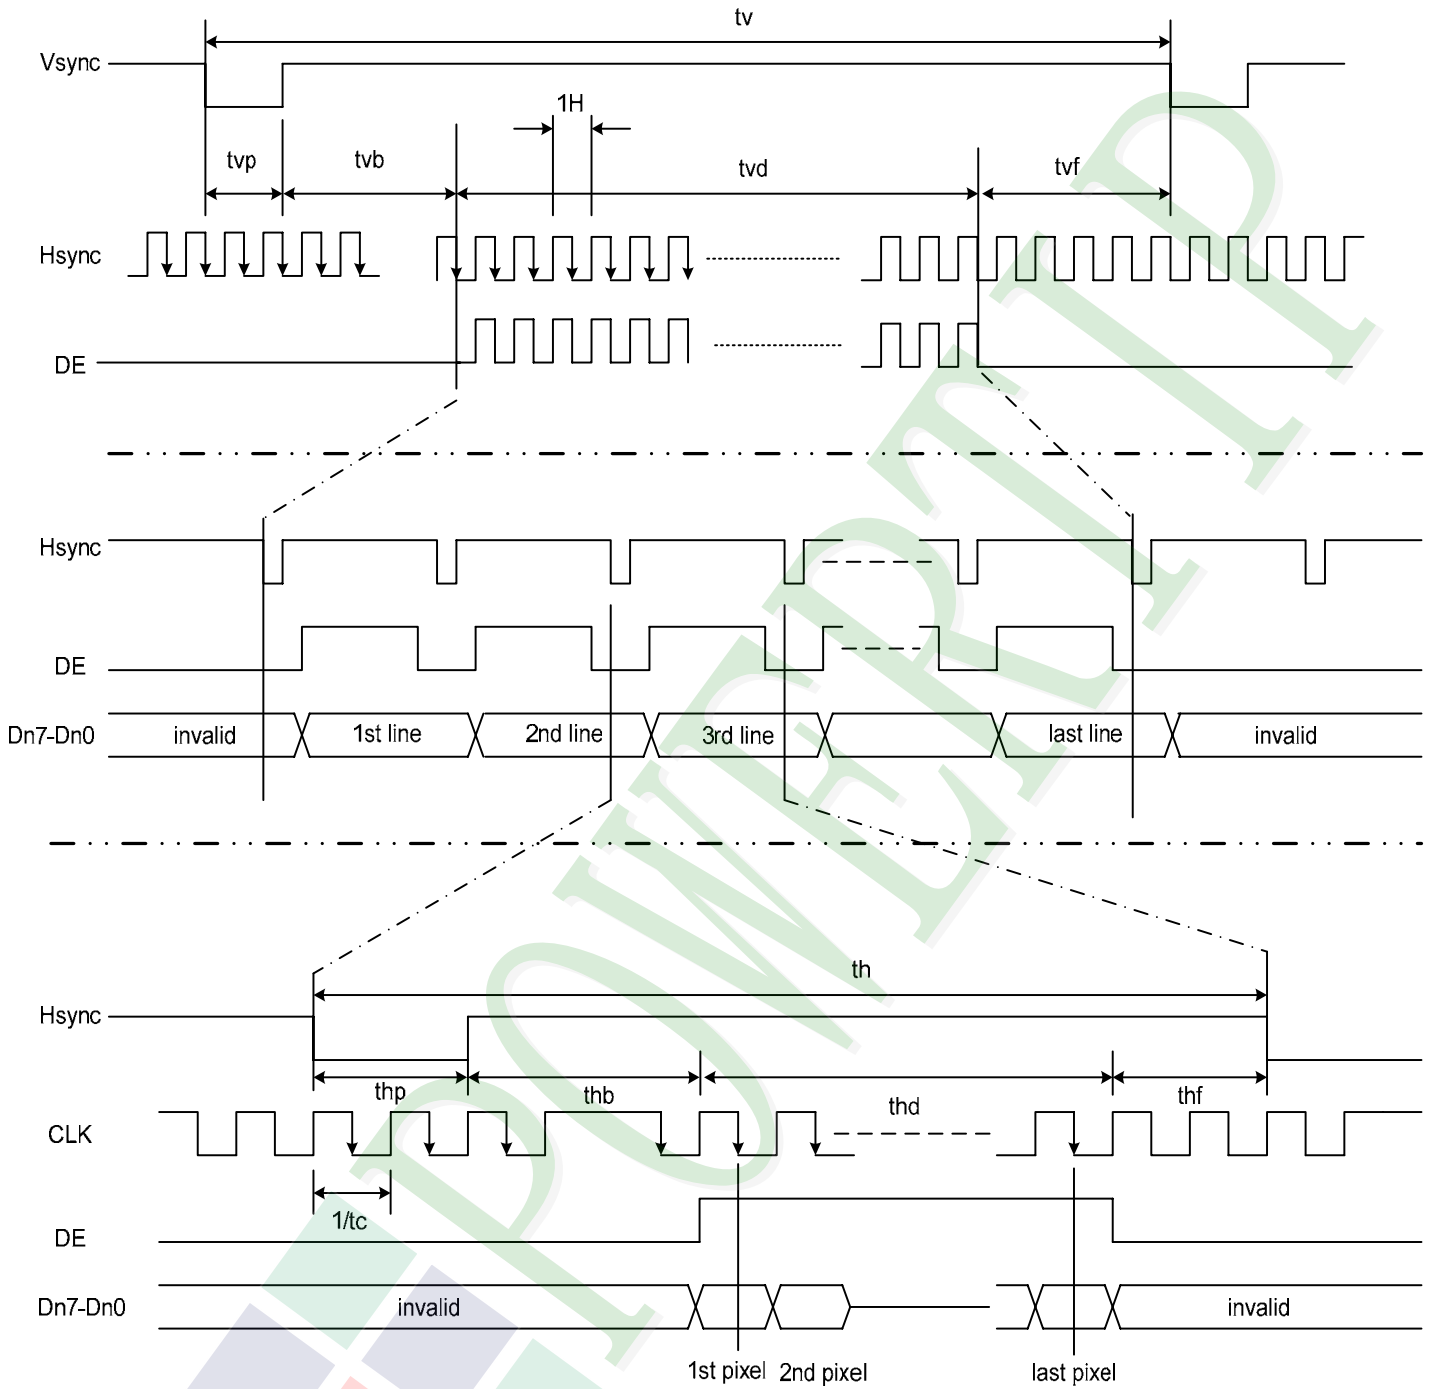 tv
Vsync
1H
tvp
tvb
tvd
tvf
Hsync
DE
Hsync
DE
Dn7-Dn0
invalid
1st line
2nd line
3rd line
last line
invalid
th
Hsync
thp
thb
thd
thf
CLK
1/tc
DE
Dn7-Dn0
invalid
invalid
1st pixel
2nd pixel
last pixel
POWERTIP